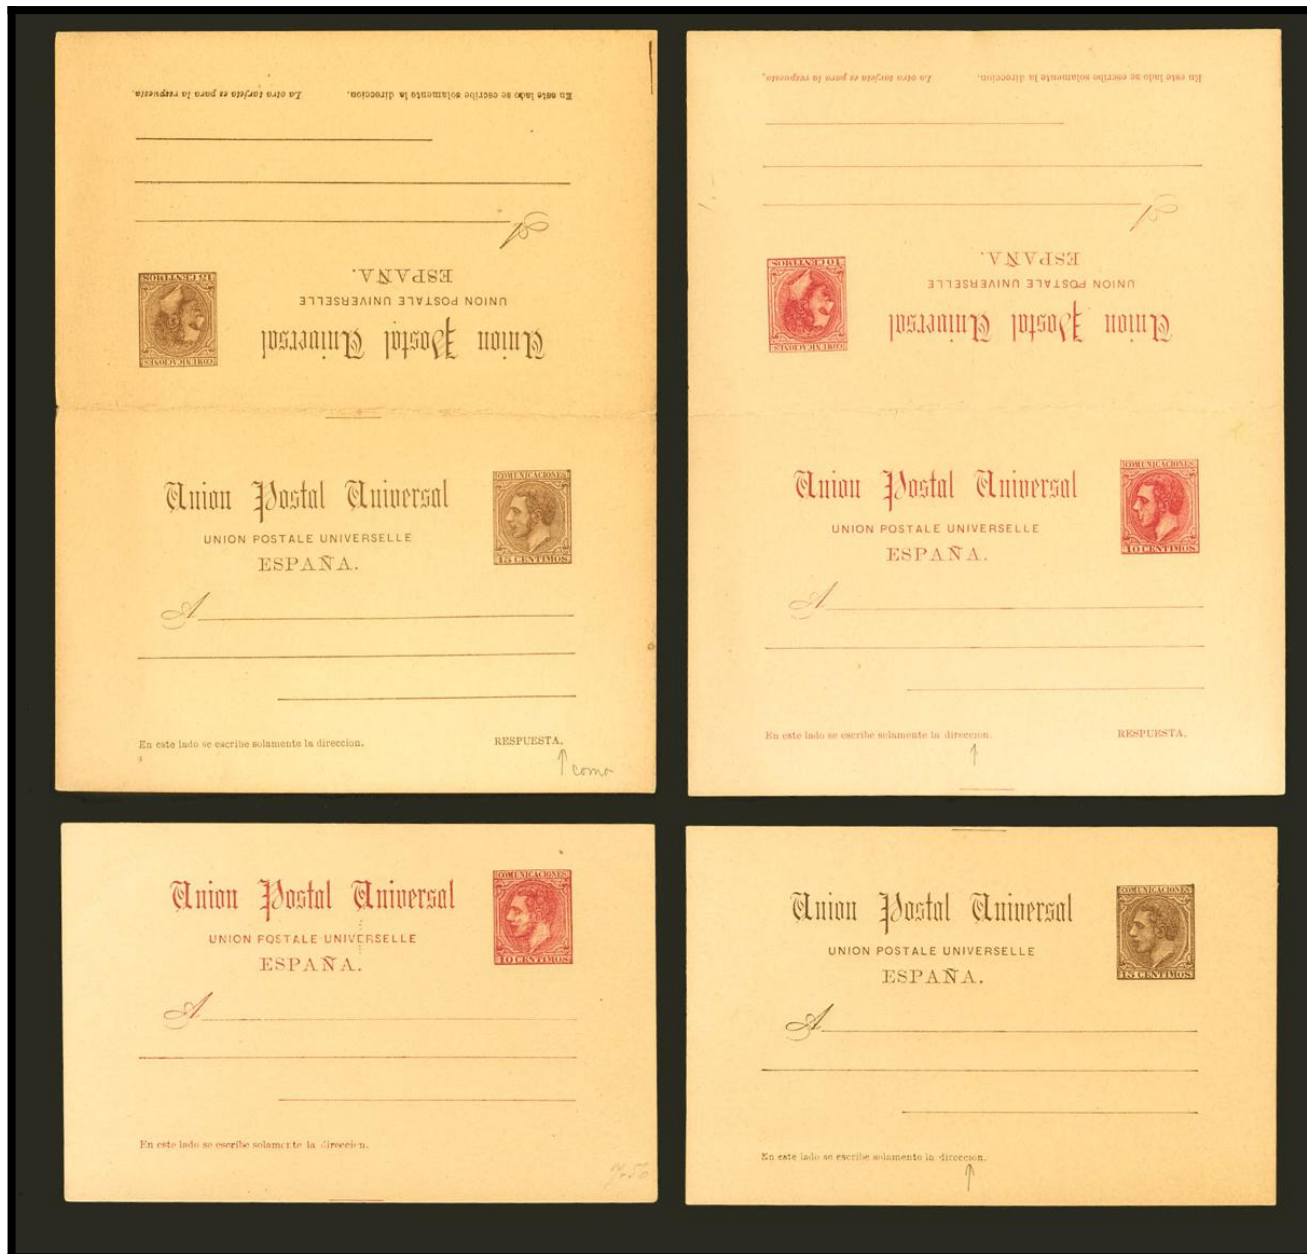 En este lado se escribe solamente la direccion. La otra tarjeta es para la respuesta.
A
ESPAÑA.
UNION POSTALE UNIVERSELLE
Union Postal Universal
COMUNICACIONES
15 CENTIMOS
Union Postal Universal
UNION POSTALE UNIVERSELLE
ESPAÑA.
COMUNICACIONES
15 CENTIMOS
A
En este lado se escribe solamente la direccion. RESPUESTA,
coma
En este lado se escribe solamente la direccion. La otra tarjeta es para la respuesta.
A
ESPAÑA.
UNION POSTALE UNIVERSELLE
Union Postal Universal
COMUNICACIONES
10 CENTIMOS
Union Postal Universal
UNION POSTALE UNIVERSELLE
ESPAÑA.
COMUNICACIONES
10 CENTIMOS
A
En este lado se escribe solamente la direccion. RESPUESTA.
Union Postal Universal
UNION POSTALE UNIVERSELLE
ESPAÑA.
COMUNICACIONES
10 CENTIMOS
A
En este lado se escribe solamente la direccion.
Union Postal Universal
UNION POSTALE UNIVERSELLE
ESPAÑA.
COMUNICACIONES
15 CENTIMOS
A
En este lado se escribe solamente la direccion.